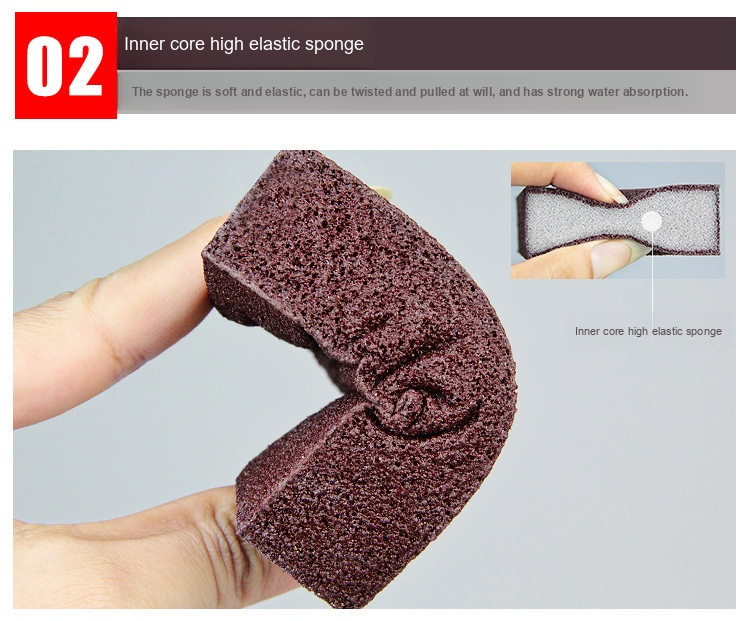 02
Inner core high elastic sponge
The sponge is soft and elastic, can be twisted and pulled at will, and has strong water absorption.
Inner core high elastic sponge